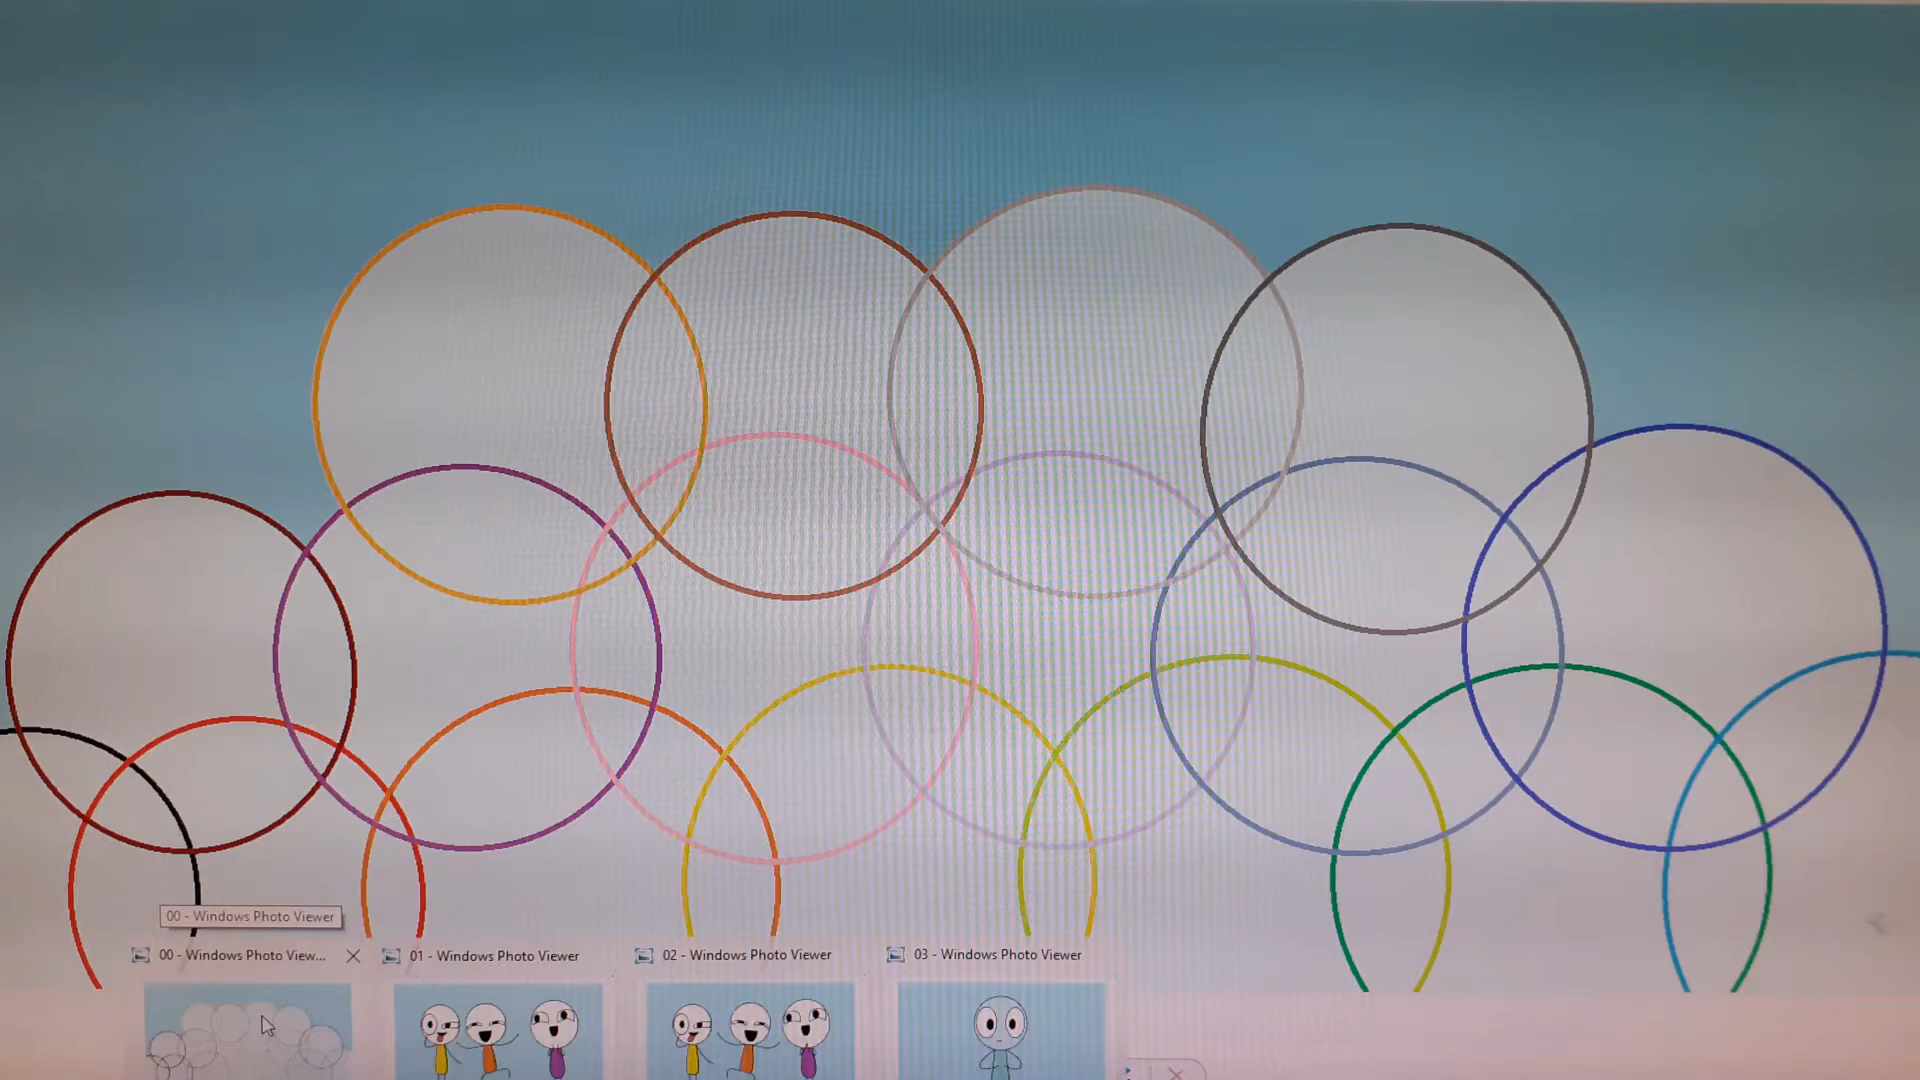 00 - Windows Photo Viewer
00 - Windows Photo View...
01 - Windows Photo Viewer
02 - Windows Photo Viewer
03 - Windows Photo Viewer